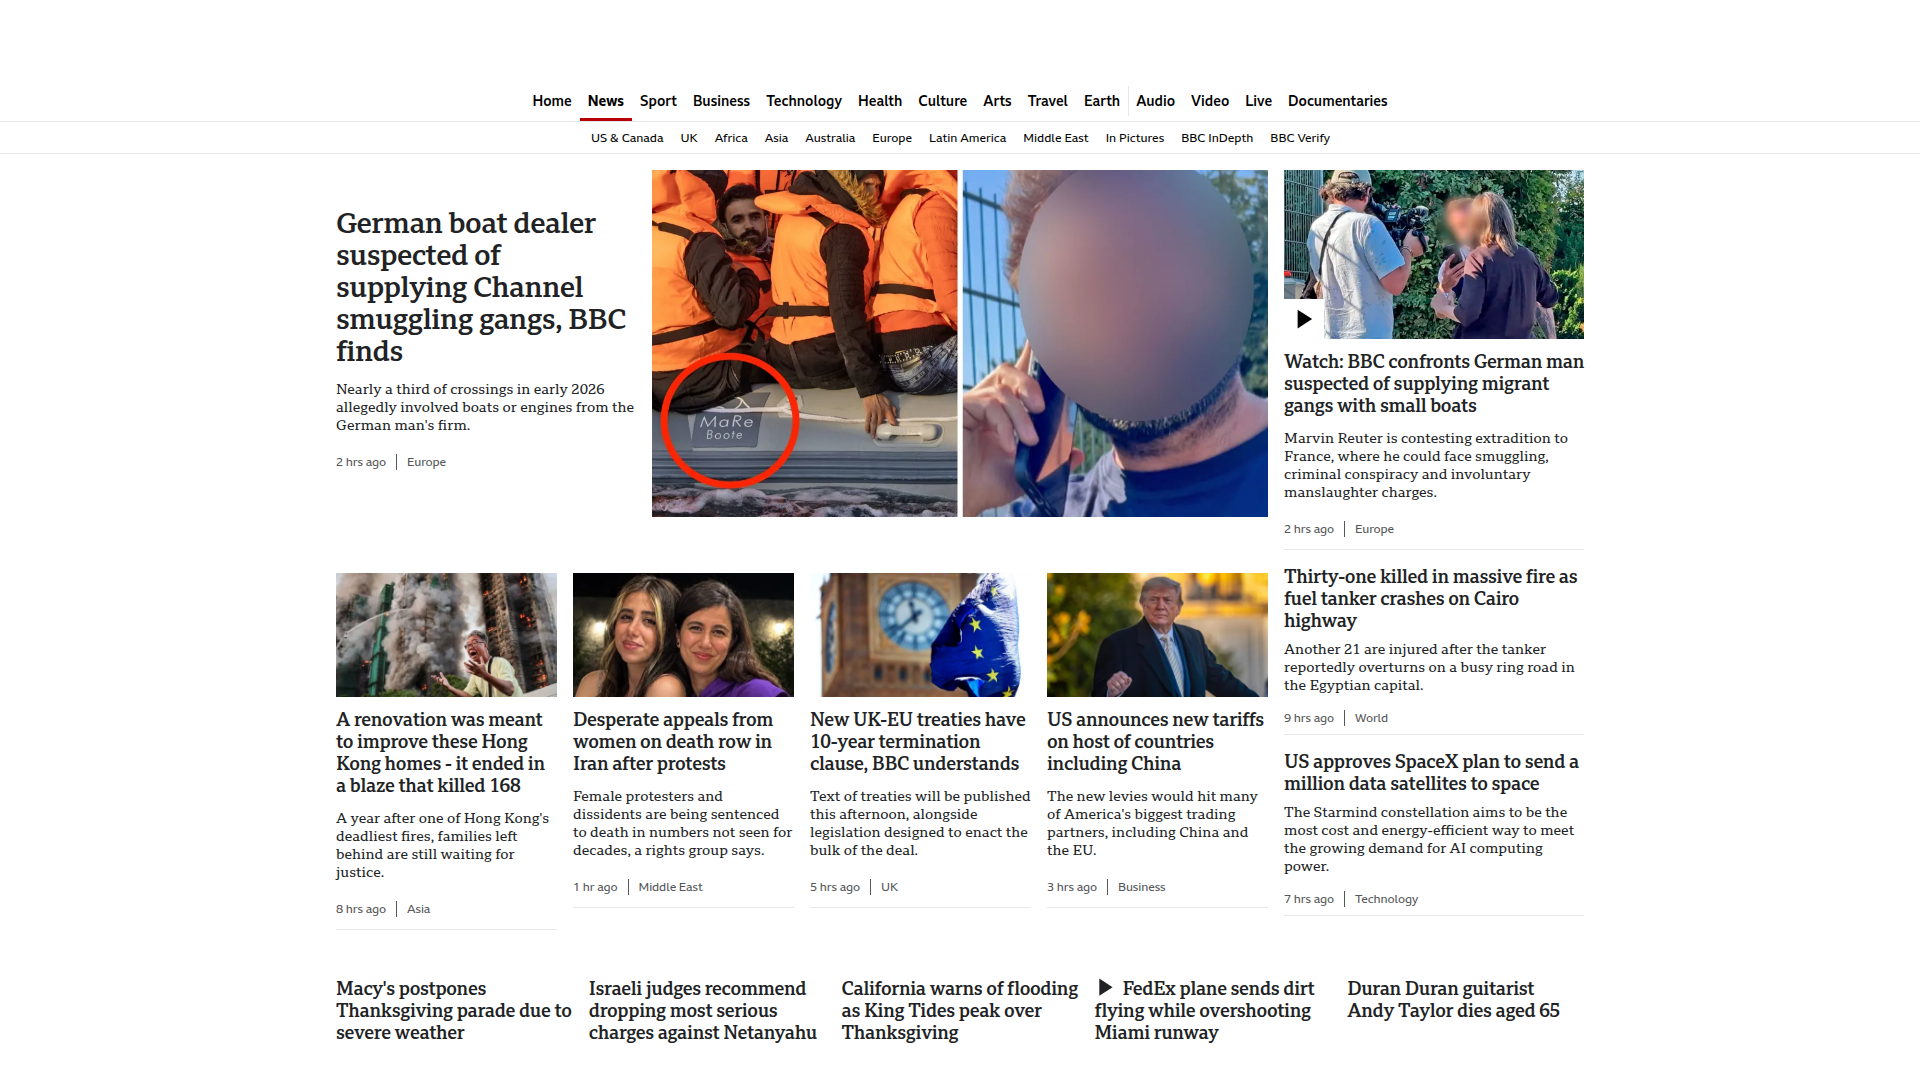 Home News Sport Business Technology Health Culture Arts Travel Earth Audio Video Live Documentaries
US & Canada UK Africa Asia Australia Europe Latin America Middle East In Pictures BBC InDepth BBC Verify
German boat dealer
suspected of
supplying Channel
smuggling gangs, BBC
finds
Nearly a third of crossings in early 2026
allegedly involved boats or engines from the
German man's firm.
2 hrs ago Europe
MaRe
Boote
Watch: BBC confronts German man
suspected of supplying migrant
gangs with small boats
Marvin Reuter is contesting extradition to
France, where he could face smuggling,
criminal conspiracy and involuntary
manslaughter charges.
2 hrs ago Europe
Thirty-one killed in massive fire as
fuel tanker crashes on Cairo
highway
Another 21 are injured after the tanker
reportedly overturns on a busy ring road in
the Egyptian capital.
9 hrs ago World
US approves SpaceX plan to send a
million data satellites to space
The Starmind constellation aims to be the
most cost and energy-efficient way to meet
the growing demand for AI computing
power.
7 hrs ago Technology
A renovation was meant
to improve these Hong
Kong homes - it ended in
a blaze that killed 168
A year after one of Hong Kong's
deadliest fires, families left
behind are still waiting for
justice.
8 hrs ago Asia
Desperate appeals from
women on death row in
Iran after protests
Female protesters and
dissidents are being sentenced
to death in numbers not seen for
decades, a rights group says.
1 hr ago Middle East
New UK-EU treaties have
10-year termination
clause, BBC understands
Text of treaties will be published
this afternoon, alongside
legislation designed to enact the
bulk of the deal.
5 hrs ago UK
US announces new tariffs
on host of countries
including China
The new levies would hit many
of America's biggest trading
partners, including China and
the EU.
3 hrs ago Business
Macy's postpones
Thanksgiving parade due to
severe weather
Israeli judges recommend
dropping most serious
charges against Netanyahu
California warns of flooding
as King Tides peak over
Thanksgiving
FedEx plane sends dirt
flying while overshooting
Miami runway
Duran Duran guitarist
Andy Taylor dies aged 65